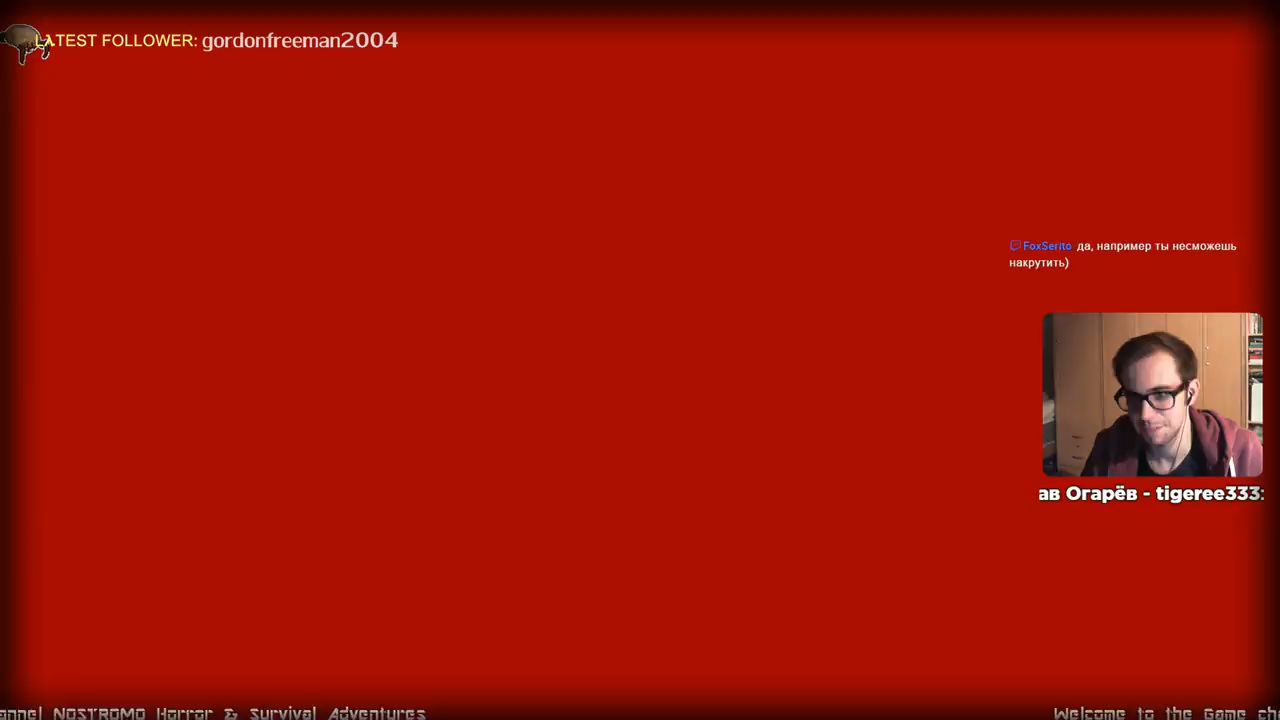 LATEST FOLLOWER: gordonfreeman2004
FoxSerito да, например ты несможешь
накрутить)
ав Огарёв - tigeree333:
annel NOSTROMO Horror & Survival Adventures
Welcome to the Game cha